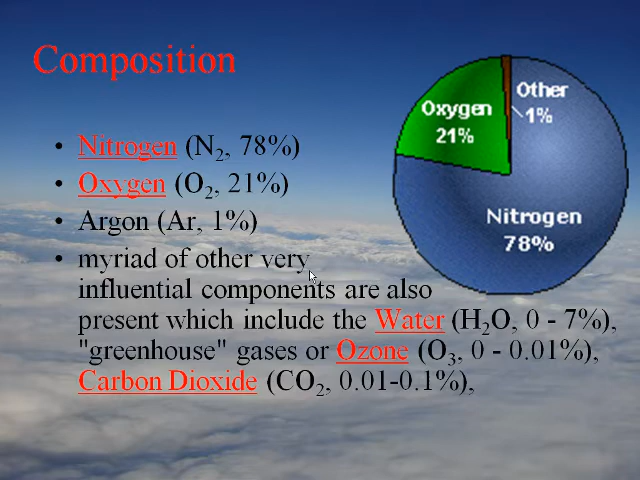 Composition
• Nitrogen (N₂, 78%)
• Oxygen (O₂, 21%)
• Argon (Ar, 1%)
• myriad of other very
influential components are also
present which include the Water (H₂O, 0 - 7%),
"greenhouse" gases or Ozone (O₃, 0 - 0.01%),
Carbon Dioxide (CO₂, 0.01-0.1%),
Other
1%
Oxygen
21%
Nitrogen
78%